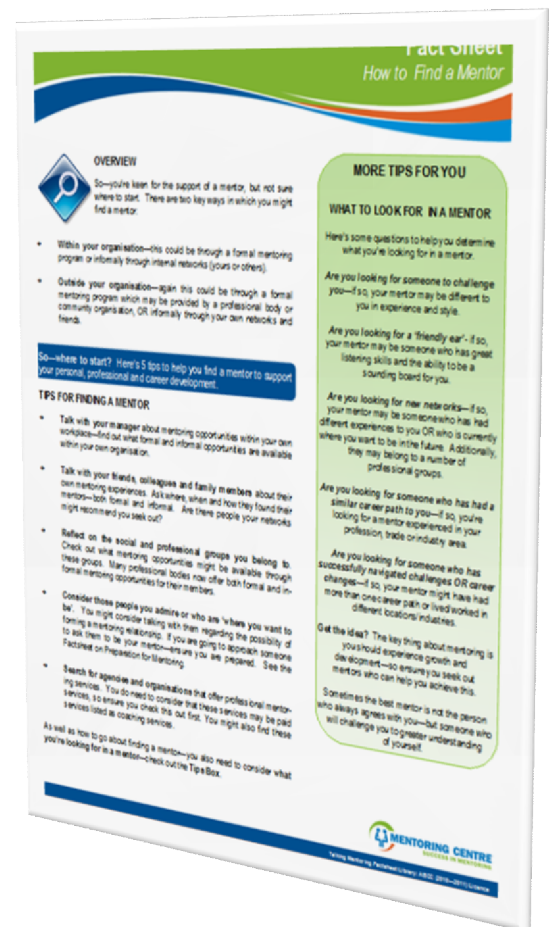 Fact Sheet
How to Find a Mentor
OVERVIEW
So—you're keen for the support of a mentor, but not sure
where to start. There are two key ways in which you might
find a mentor.
• Within your organisation—this could be through a formal mentoring
program or informally through internal networks (yours or others).
• Outside your organisation—again this could be through a formal
mentoring program which may be provided by a professional body or
community organisation, OR informally through your own networks and
friends.
So—where to start? Here's 5 tips to help you find a mentor to support
your personal, professional and career development.
TIPS FOR FINDING A MENTOR
• Talk with your manager about mentoring opportunities within your own
workplace—find out what formal and informal opportunities are available
within your own organisation.
• Talk with your friends, colleagues and family members about their
own mentoring experiences. Ask where, when and how they found their
mentors—both formal and informal. Are there people your networks
might recommend you seek out?
• Reflect on the social and professional groups you belong to.
Check out what mentoring opportunities might be available through
these groups. Many professional bodies now offer both formal and in-
formal mentoring opportunities for their members.
• Consider those people you admire or who are 'where you want to
be'. You might consider talking with them regarding the possibility of
forming a mentoring relationship. If you are going to approach someone
to ask them to be your mentor—ensure you are prepared. See the
Factsheet on Preparation for Mentoring.
• Search for agencies and organisations that offer professional mentor-
ing services. You do need to consider that these services may be paid
services, so ensure you check this out first. You might also find these
services listed as coaching services.
As well as how to go about finding a mentor—you also need to consider what
you're looking for in a mentor—check out the Tips Box.
MORE TIPS FOR YOU
WHAT TO LOOK FOR IN A MENTOR
Here's some questions to help you determine
what you're looking for in a mentor.
Are you looking for someone to challenge
you—if so, your mentor may be different to
you in experience and style.
Are you looking for a 'friendly ear'- if so,
your mentor may be someone who has great
listening skills and the ability to be a
sounding board for you.
Are you looking for new networks—if so,
your mentor may be someone who has had
different experiences to you OR who is currently
where you want to be in the future. Additionally,
they may belong to a number of
professional groups.
Are you looking for someone who has had a
similar career path to you—if so, you're
looking for a mentor experienced in your
profession, trade or industry area.
Are you looking for someone who has
successfully navigated challenges OR career
changes—if so, your mentor might have had
more than one career path or lived worked in
different locations/industries.
Get the idea? The key thing about mentoring is
you should experience growth and
development—so ensure you seek out
mentors who can help you achieve this.
Sometimes the best mentor is not the person
who always agrees with you—but someone who
will challenge you to greater understanding
of yourself.
MENTORING CENTRE
SUCCESS IN MENTORING
Talking Mentoring Factsheet Library: (2010—2011) Licence